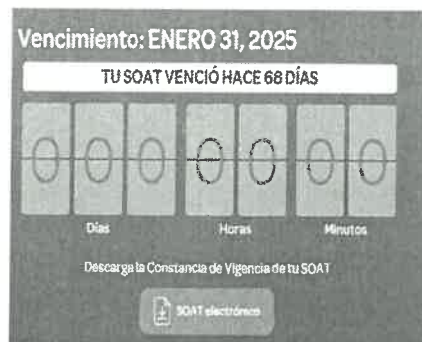 Vencimiento: ENERO 31, 2025
TU SOAT VENCIÓ HACE 68 DÍAS
0 0 0 0 0 0 0
Días Horas Minutos
Descarga la Constancia de Vigencia de tu SOAT
SOAT electrónico